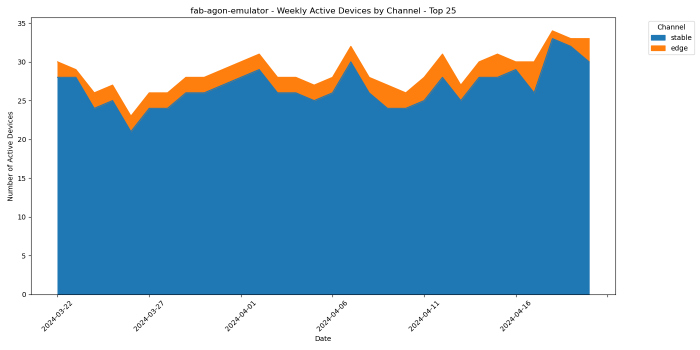 fab-agon-emulator - Weekly Active Devices by Channel - Top 25
Channel
stable
edge
Number of Active Devices
35
30
25
20
15
10
5
0
2024-03-22
2024-03-27
2024-04-01
2024-04-06
2024-04-11
2024-04-16
Date